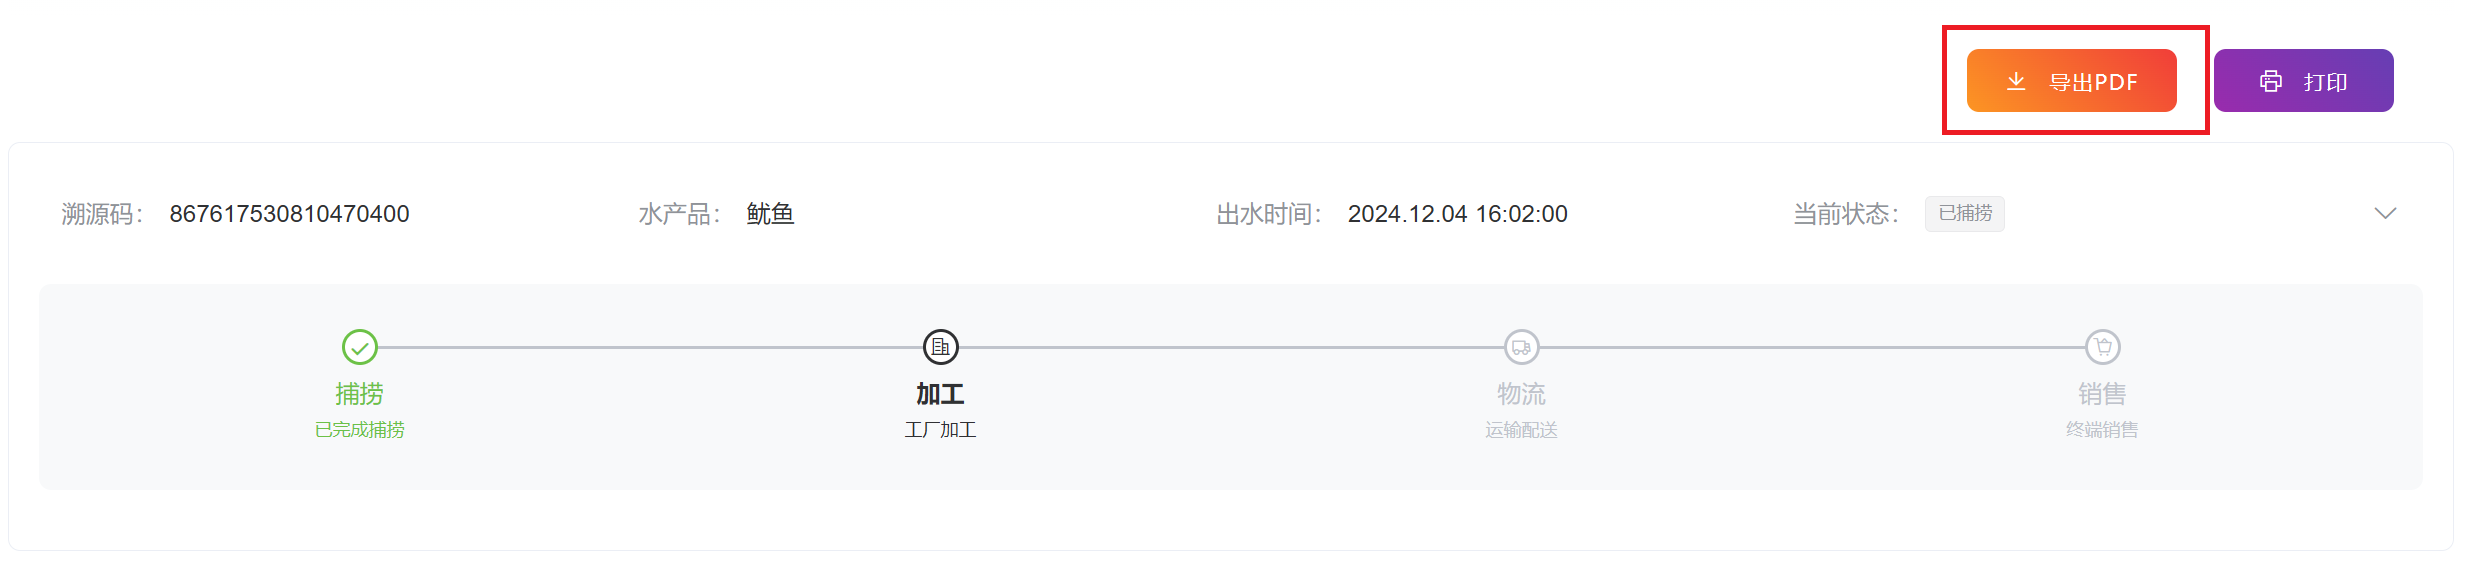 导出PDF 打印
溯源码： 867617530810470400 水产品： 鱿鱼 出水时间： 2024.12.04 16:02:00 当前状态： 已捕捞
捕捞 加工 物流 销售
已完成捕捞 工厂加工 运输配送 终端销售